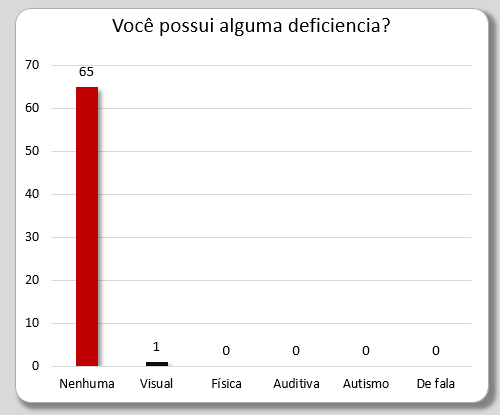 Você possui alguma deficiencia?
70
60
50
40
30
20
10
0
65
1
0
0
0
0
Nenhuma
Visual
Física
Auditiva
Autismo
De fala